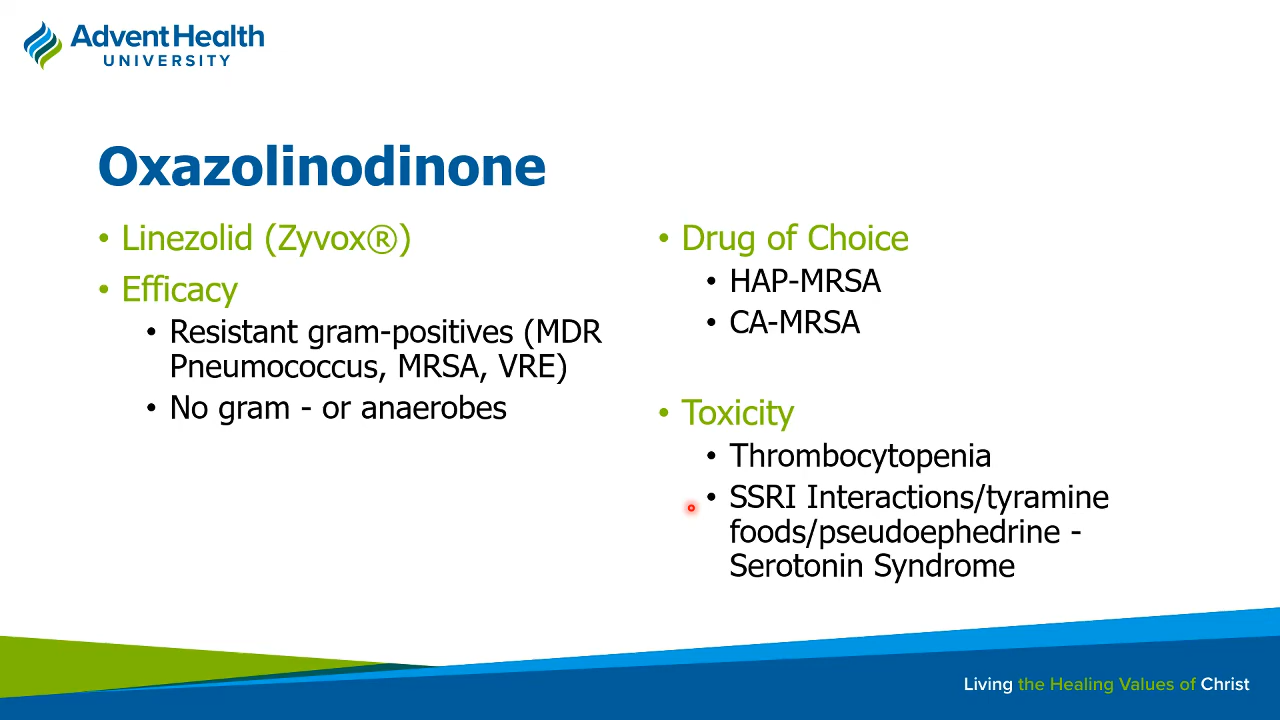 AdventHealth
UNIVERSITY
Oxazolinodinone
• Linezolid (Zyvox®)
• Efficacy
• Resistant gram-positives (MDR
Pneumococcus, MRSA, VRE)
• No gram - or anaerobes
• Drug of Choice
• HAP-MRSA
• CA-MRSA
• Toxicity
• Thrombocytopenia
• SSRI Interactions/tyramine
foods/pseudoephedrine -
Serotonin Syndrome
Living the Healing Values of Christ